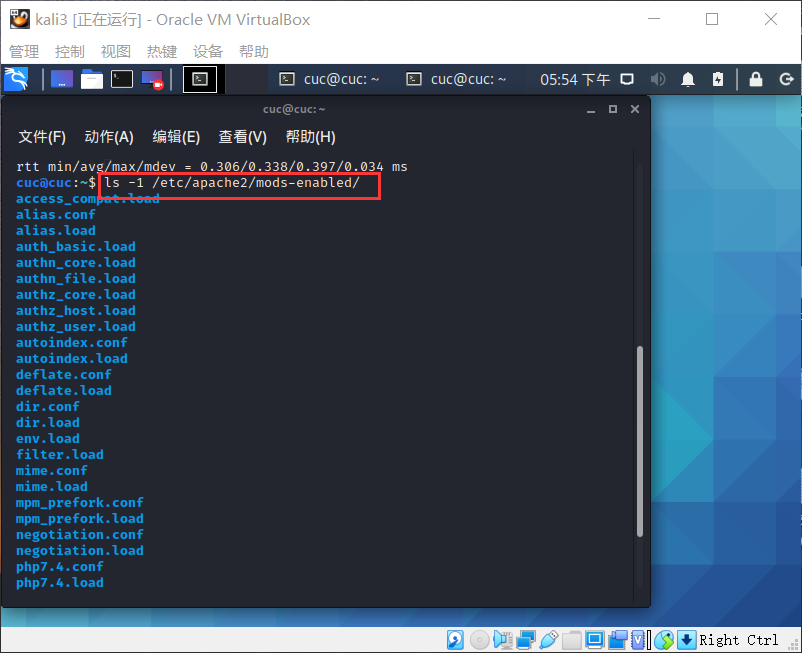 kali3 [正在运行] - Oracle VM VirtualBox
管理 控制 视图 热键 设备 帮助
cuc@cuc: ~ cuc@cuc: ~ 05:54 下午
cuc@cuc: ~
文件(F) 动作(A) 编辑(E) 查看(V) 帮助(H)
rtt min/avg/max/mdev = 0.306/0.338/0.397/0.034 ms
cuc@cuc:~$ ls -1 /etc/apache2/mods-enabled/
access_compat.load
alias.conf
alias.load
auth_basic.load
authn_core.load
authn_file.load
authz_core.load
authz_host.load
authz_user.load
autoindex.conf
autoindex.load
deflate.conf
deflate.load
dir.conf
dir.load
env.load
filter.load
mime.conf
mime.load
mpm_prefork.conf
mpm_prefork.load
negotiation.conf
negotiation.load
php7.4.conf
php7.4.load
Right Ctrl